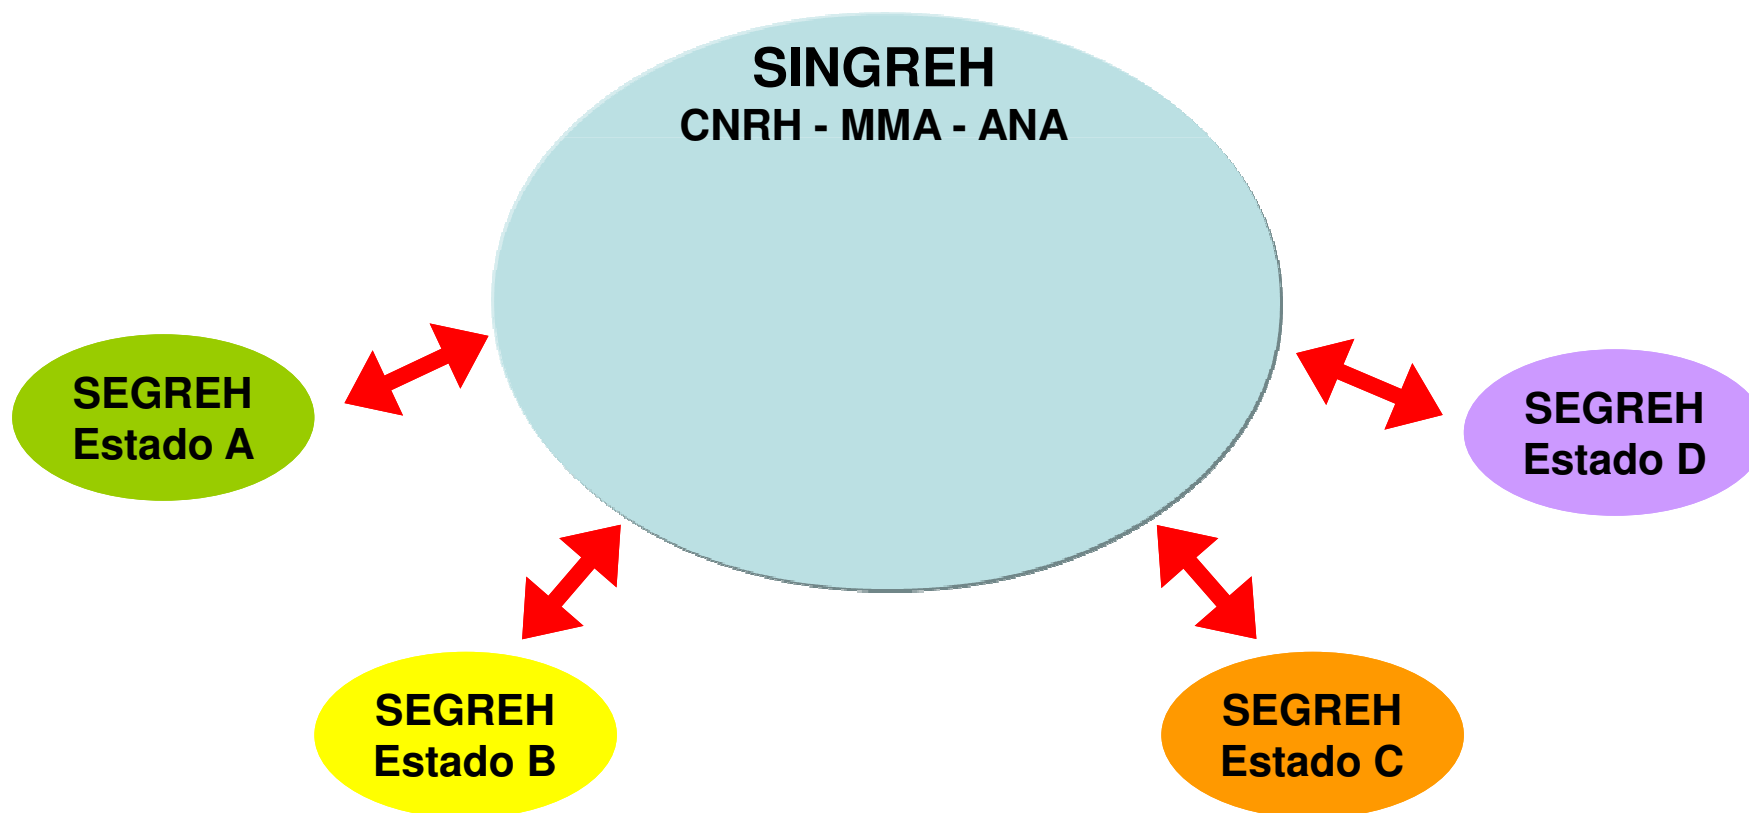 SINGREH
CNRH - MMA - ANA
SEGREH
Estado A
SEGREH
Estado D
SEGREH
Estado B
SEGREH
Estado C